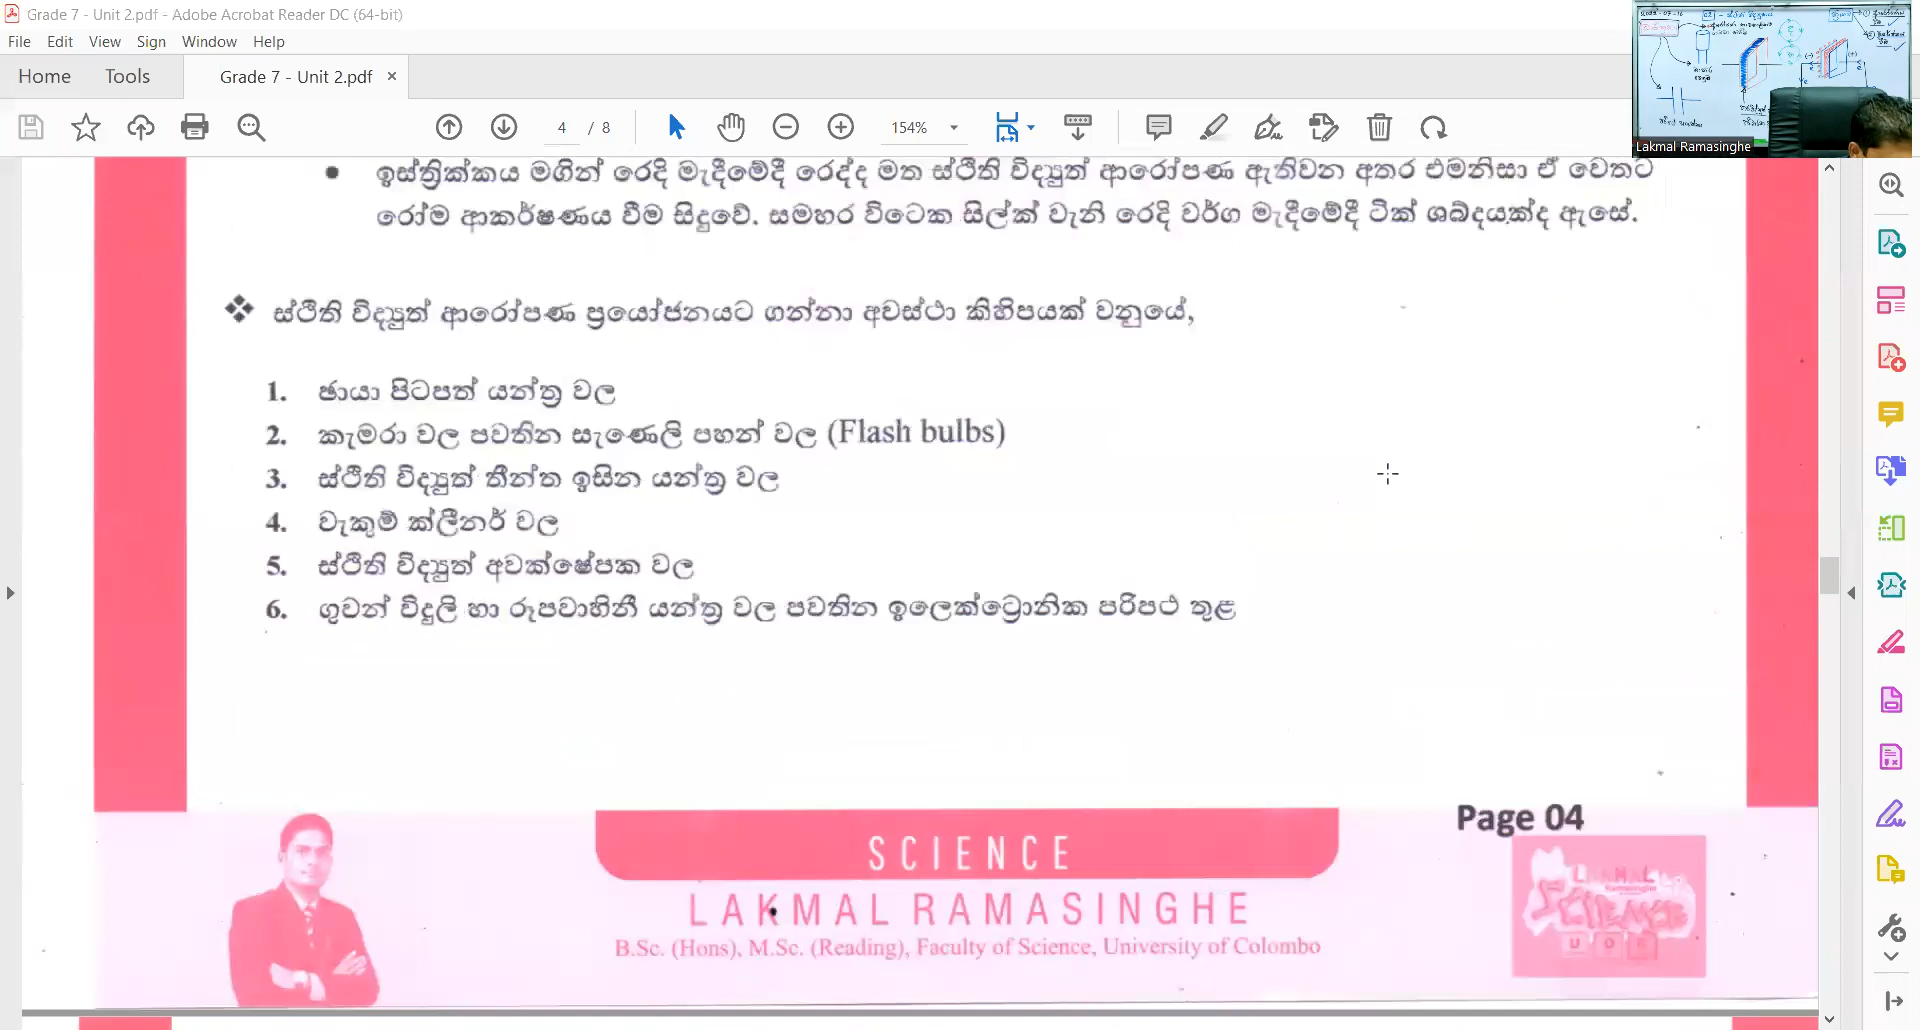 Grade 7 - Unit 2.pdf - Adobe Acrobat Reader DC (64-bit)
File Edit View Sign Window Help
Home Tools Grade 7 - Unit 2.pdf ×
4 / 8 154%
Lakmal Ramasinghe
• ඉස්ත්‍රික්කය මගින් රෙදි මැදීමේදී රෙද්ද මත ස්ථිති විද්‍යුත් ආරෝපණ ඇතිවන අතර එමනිසා ඒ වෙතට
රෝම ආකර්ෂණය වීම සිදුවේ. සමහර විටෙක සිල්ක් වැනි රෙදි වර්ග මැදීමේදී ටික් ශබ්දයක්ද ඇසේ.
❖ ස්ථිති විද්‍යුත් ආරෝපණ ප්‍රයෝජනයට ගන්නා අවස්ථා කිහිපයක් වනුයේ,
1. ඡායා පිටපත් යන්ත්‍ර වල
2. කැමරා වල පවතින සැණෙලි පහන් වල (Flash bulbs)
3. ස්ථිති විද්‍යුත් තීන්ත ඉසින යන්ත්‍ර වල
4. වැකුම් ක්ලීනර් වල
5. ස්ථිති විද්‍යුත් අවක්ෂේපක වල
6. ගුවන් විදුලි හා රූපවාහිනී යන්ත්‍ර වල පවතින ඉලෙක්ට්‍රොනික පරිපථ තුළ
Page 04
SCIENCE
LAKMAL RAMASINGHE
B.Sc. (Hons), M.Sc. (Reading), Faculty of Science, University of Colombo